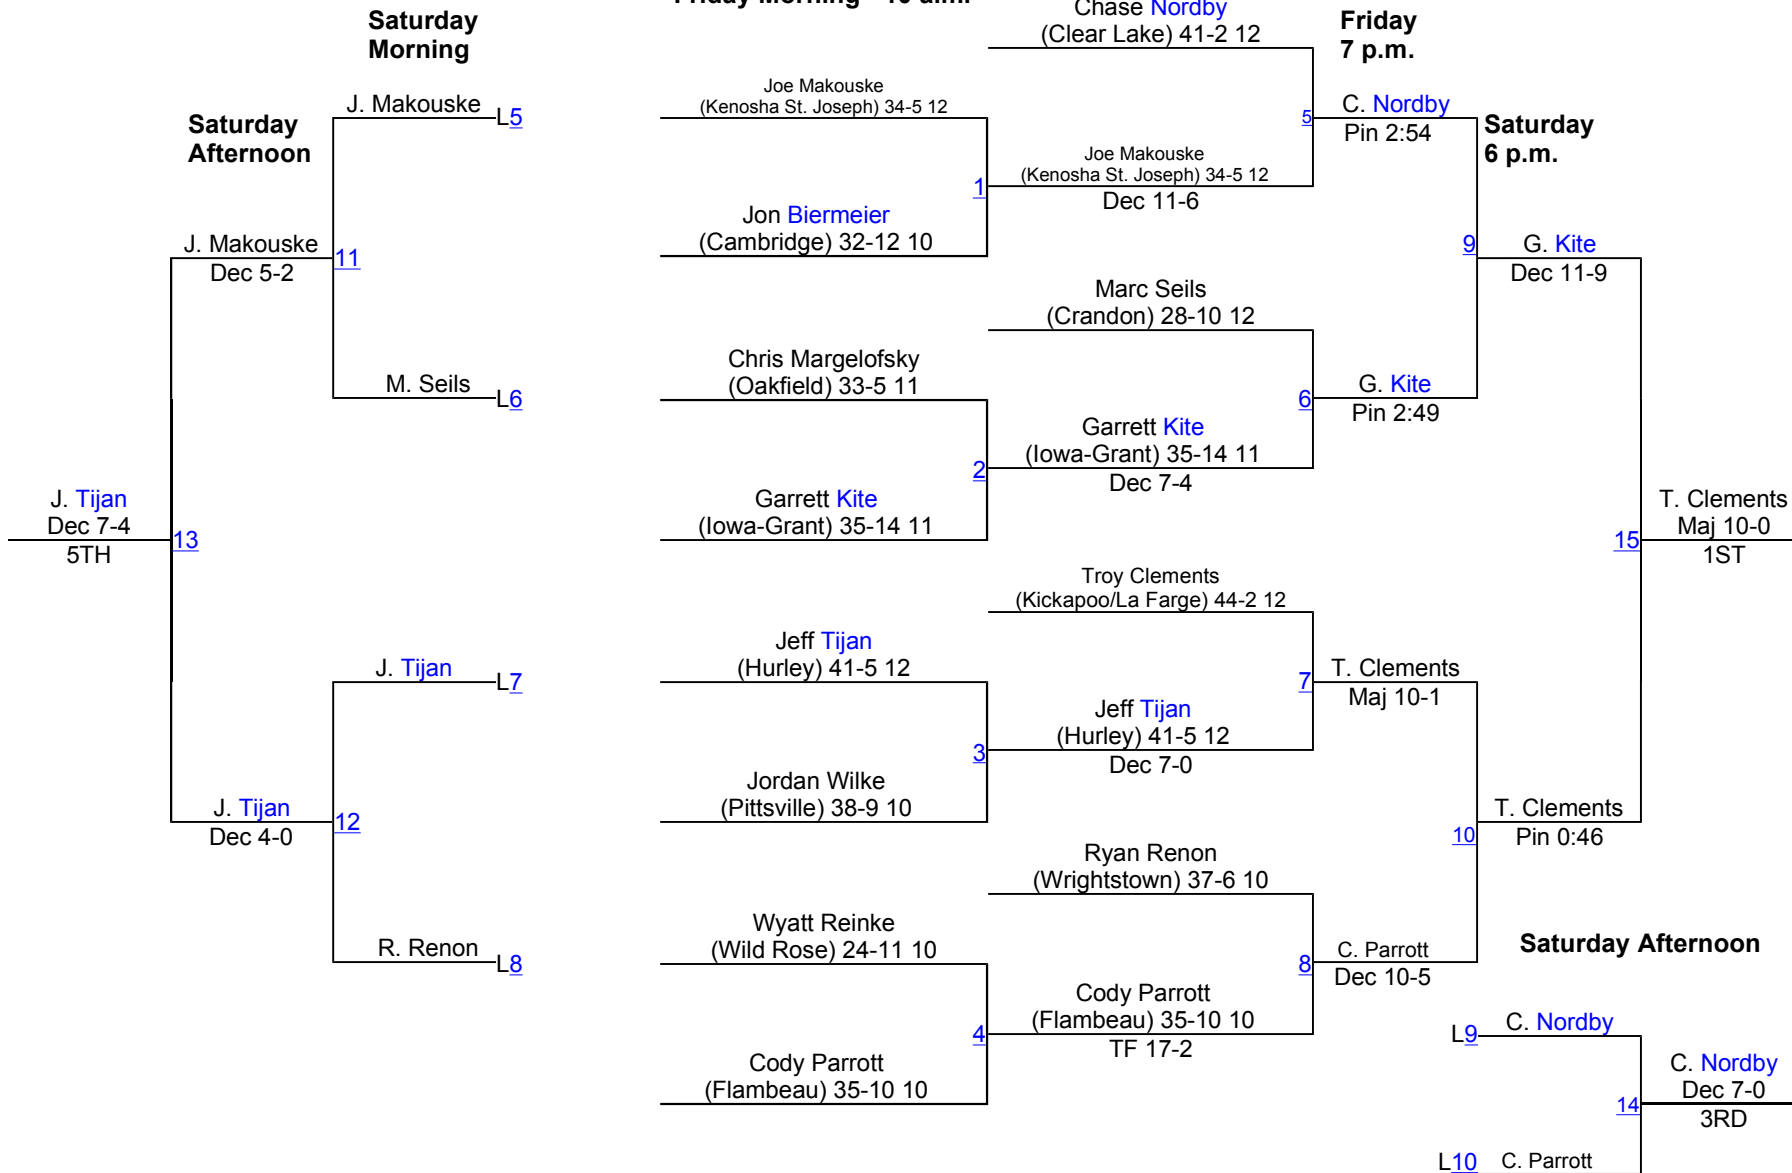 Friday Morning - 10 a.m.
Saturday
Morning
Saturday
Afternoon
J. Makouske
L5
J. Makouske
Dec 5-2
11
M. Seils
L6
J. Tijan
Dec 7-4
5TH
13
J. Tijan
L7
J. Tijan
Dec 4-0
12
R. Renon
L8
Joe Makouske
(Kenosha St. Joseph) 34-5 12
1
Jon Biermeier
(Cambridge) 32-12 10
Chris Margelofsky
(Oakfield) 33-5 11
2
Garrett Kite
(Iowa-Grant) 35-14 11
Jeff Tijan
(Hurley) 41-5 12
3
Jordan Wilke
(Pittsville) 38-9 10
Wyatt Reinke
(Wild Rose) 24-11 10
4
Cody Parrott
(Flambeau) 35-10 10
Chase Nordby
(Clear Lake) 41-2 12
5
Joe Makouske
(Kenosha St. Joseph) 34-5 12
Dec 11-6
Marc Seils
(Crandon) 28-10 12
6
Garrett Kite
(Iowa-Grant) 35-14 11
Dec 7-4
Troy Clements
(Kickapoo/La Farge) 44-2 12
7
Jeff Tijan
(Hurley) 41-5 12
Dec 7-0
Ryan Renon
(Wrightstown) 37-6 10
8
Cody Parrott
(Flambeau) 35-10 10
TF 17-2
Friday
7 p.m.
C. Nordby
Pin 2:54
9
G. Kite
Pin 2:49
T. Clements
Maj 10-1
10
C. Parrott
Dec 10-5
Saturday
6 p.m.
G. Kite
Dec 11-9
15
T. Clements
Pin 0:46
T. Clements
Maj 10-0
1ST
Saturday Afternoon
L9
C. Nordby
14
C. Nordby
Dec 7-0
3RD
L10
C. Parrott